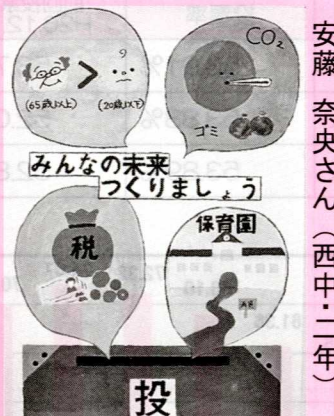 安藤 奈央さん（西中・二年）
CO₂
(65歳以上)
(20歳以下)
ゴミ
みんなの未来
つくりましょう
税
保育園
投